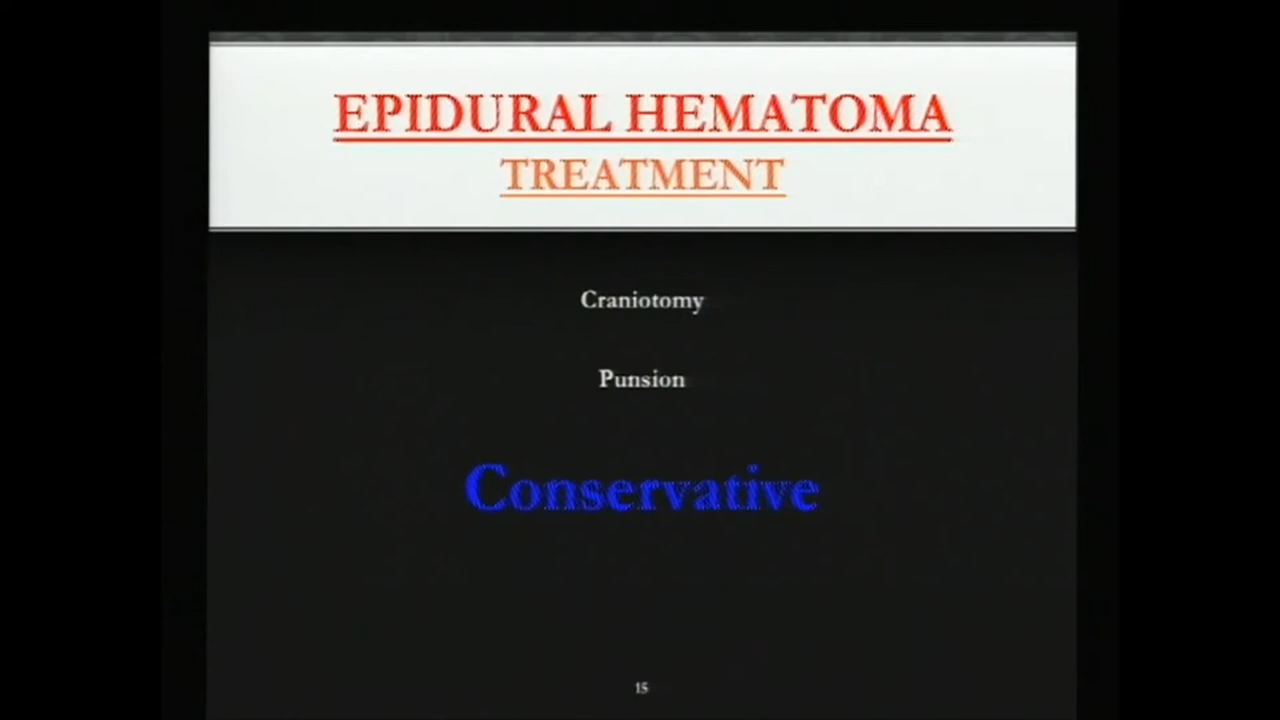 EPIDURAL HEMATOMA
TREATMENT
Craniotomy
Punsion
Conservative
15